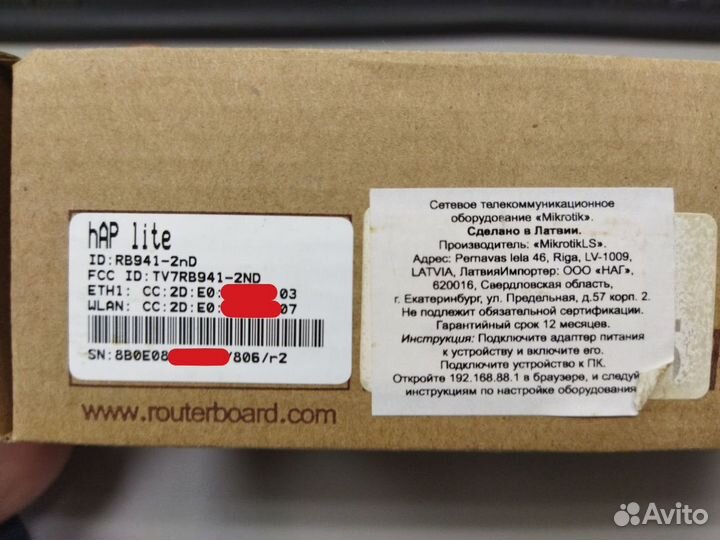 hAP lite
ID:RB941-2nD
FCC ID:TV7RB941-2ND
ETH1: CC:2D:E0: 03
WLAN: CC:2D:E0: 07
SN:8B0E08 /806/r2
www.routerboard.com
Сетевое телекоммуникационное
оборудование «Mikrotik».
Сделано в Латвии.
Производитель: «MikrotikLS».
Адрес: Pernavas lela 46, Riga, LV-1009,
LATVIA, ЛатвияИмпортер: ООО «НАГ»,
620016, Свердловская область,
г. Екатеринбург, ул. Предельная, д.57 корп. 2.
Не подлежит обязательной сертификации.
Гарантийный срок 12 месяцев.
Инструкция: Подключите адаптер питания
к устройству и включите его.
Подключите устройство к ПК.
Откройте 192.168.88.1 в браузере, и следуй
инструкциям по настройке оборудования
Avito